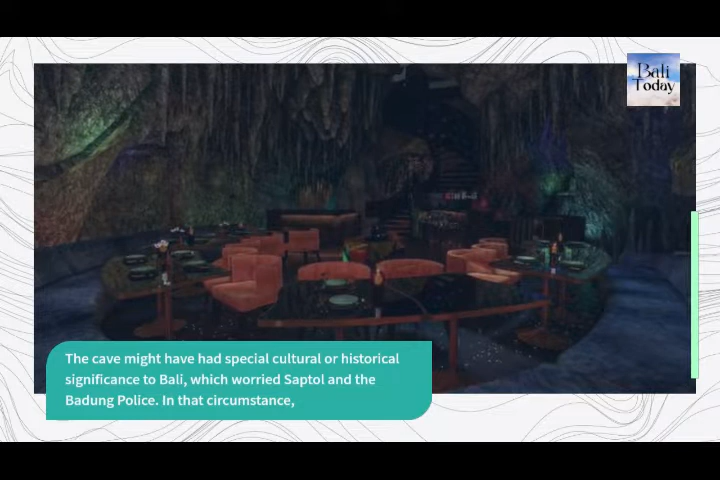 Bali
Today
The cave might have had special cultural or historical
significance to Bali, which worried Saptol and the
Badung Police. In that circumstance,